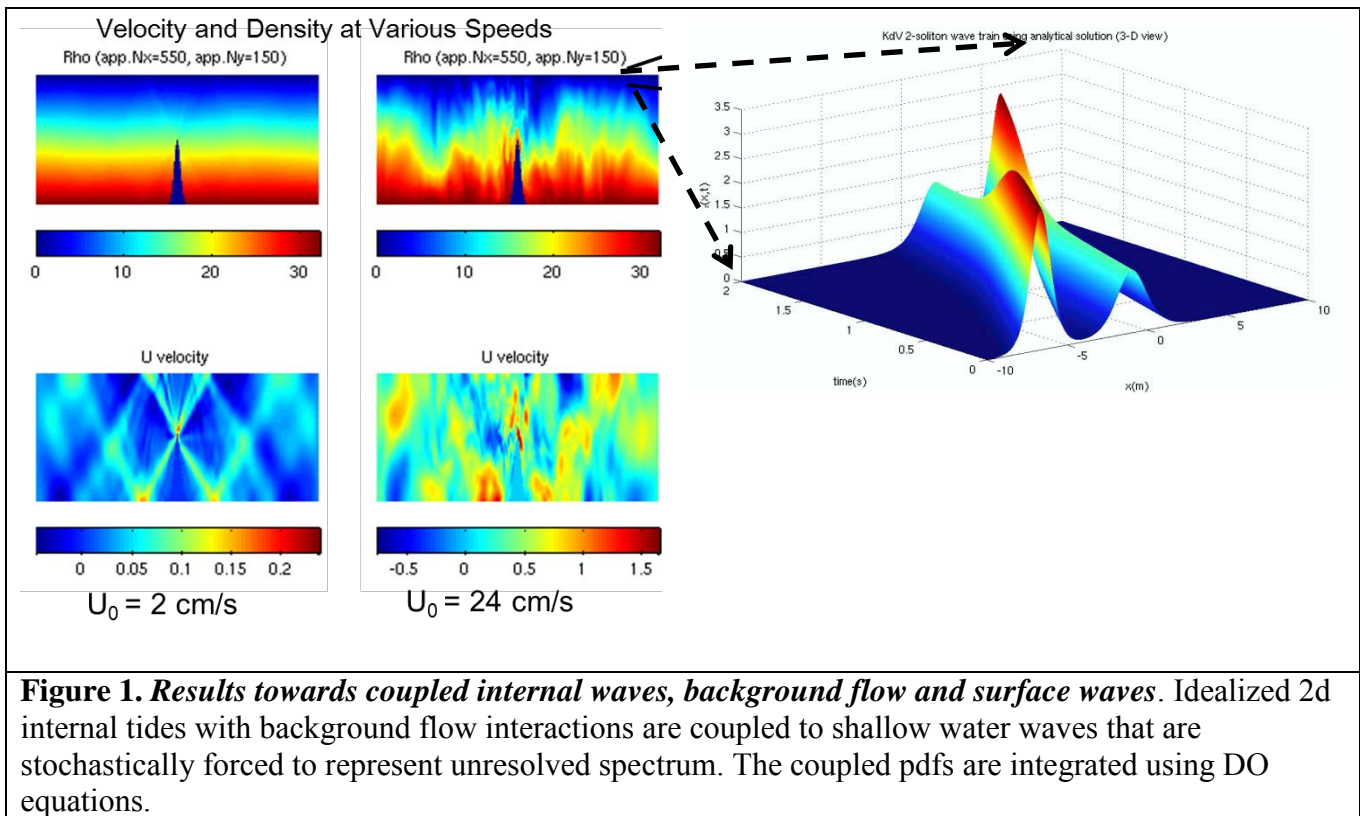 Velocity and Density at Various Speeds
Rho (app.Nx=550, app.Ny=150)
0 10 20 30
U velocity
0 0.05 0.1 0.15 0.2
U0 = 2 cm/s
Rho (app.Nx=550, app.Ny=150)
0 10 20 30
U velocity
-0.5 0 0.5 1 1.5
U0 = 24 cm/s
KdV 2-soliton wave train using analytical solution (3-D view)
3.5
3
2.5
2
1.5
1
0.5
0
(x,t)
2 1.5 1 0.5 0
time(s)
-10 -5 0 5 10
x(m)
Figure 1. Results towards coupled internal waves, background flow and surface waves. Idealized 2d
internal tides with background flow interactions are coupled to shallow water waves that are
stochastically forced to represent unresolved spectrum. The coupled pdfs are integrated using DO
equations.